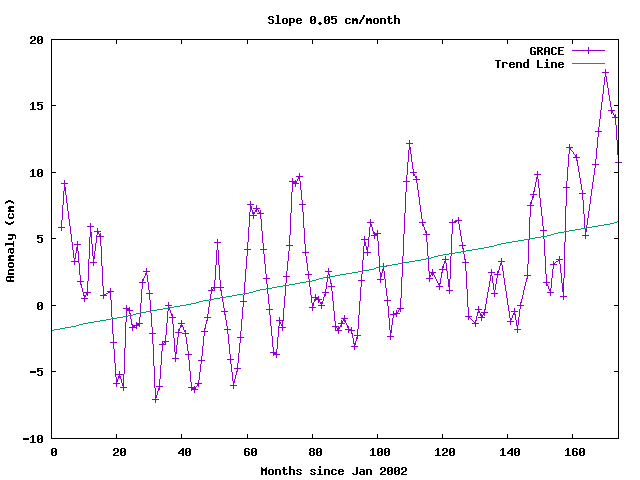 Slope 0.05 cm/month
GRACE
Trend Line
20
15
10
5
0
-5
-10
Anomaly (cm)
0 20 40 60 80 100 120 140 160
Months since Jan 2002